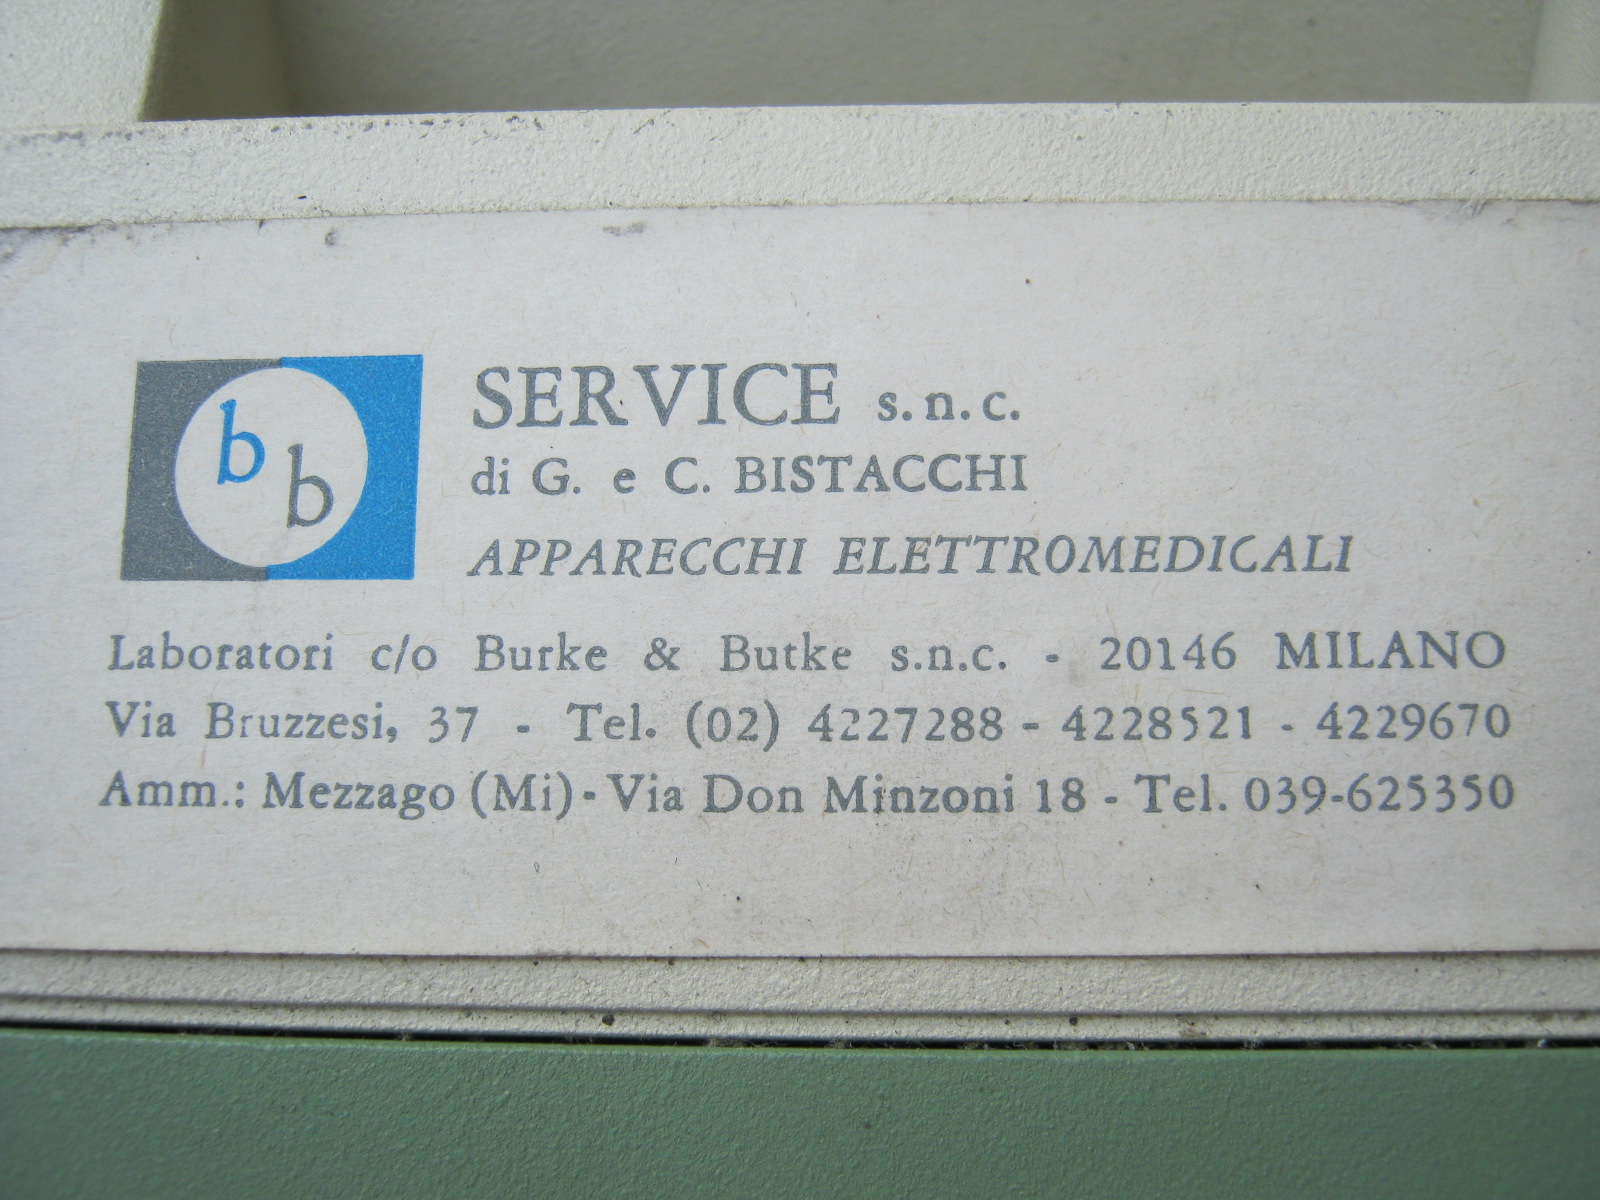 b b
SERVICE s.n.c.
di G. e C. BISTACCHI
APPARECCHI ELETTROMEDICALI
Laboratori c/o Burke & Butke s.n.c. - 20146 MILANO
Via Bruzzesi, 37 - Tel. (02) 4227288 - 4228521 - 4229670
Amm.: Mezzago (Mi) - Via Don Minzoni 18 - Tel. 039-625350